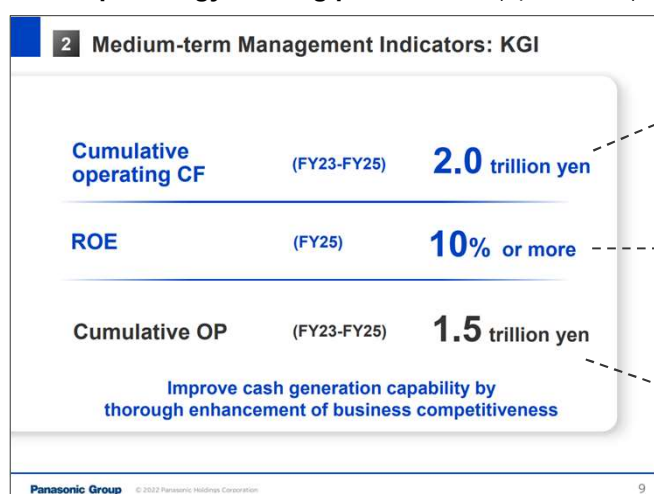 2 Medium-term Management Indicators: KGI
Cumulative
operating CF (FY23-FY25) 2.0 trillion yen
ROE (FY25) 10% or more
Cumulative OP (FY23-FY25) 1.5 trillion yen
Improve cash generation capability by
thorough enhancement of business competitiveness
Panasonic Group © 2022 Panasonic Holdings Corporation 9